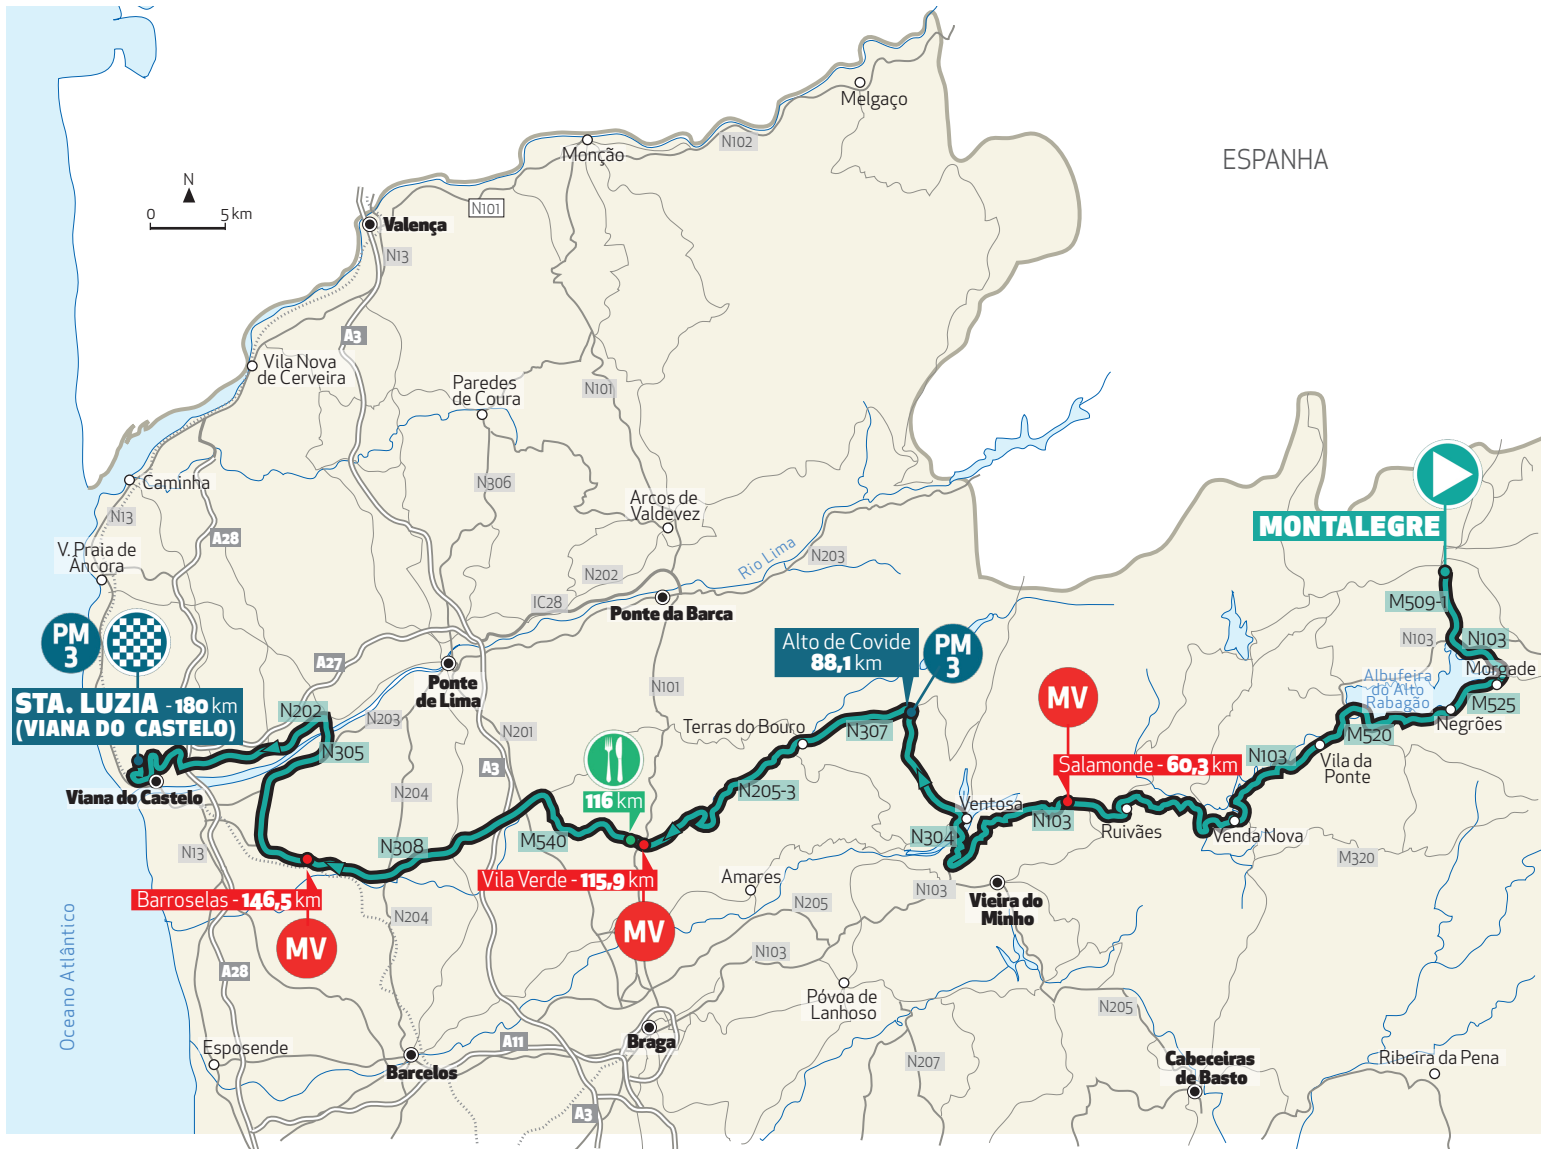 Melgaço
N102
Monção
ESPANHA
N
0 5 km
N101
Valença
N13
A3
Vila Nova
de Cerveira
Paredes
de Coura
N101
Caminha
N306
N13
A28
Arcos de
Valdevez
V. Praia de
Âncora
Rio Lima
N203
N202
IC28
Ponte da Barca
MONTALEGRE
M509-1
N103
N103
Morgade
Albufeira
do Alto
Rabagão
M525
Negrões
M520
PM
3
STA. LUZIA - 180 km
(VIANA DO CASTELO)
A27
Ponte
de Lima
N202
N203
N305
N201
N101
Alto de Covide
88,1 km
PM
3
MV
Salamonde - 60,3 km
Terras do Bouro
N307
N103
Vila da
Ponte
Viana do Castelo
A3
N204
116 km
N205-3
Ventosa
N304
N103
Ruivães
Venda Nova
N13
N308
M540
M320
Barroselas - 146,5 km
MV
Vila Verde - 115,9 km
MV
Amares
N103
Vieira do
Minho
N204
N205
N103
A28
Oceano Atlântico
Póvoa de
Lanhoso
N205
A11
Braga
Esposende
Barcelos
N207
Cabeceiras
de Basto
Ribeira da Pena
A3